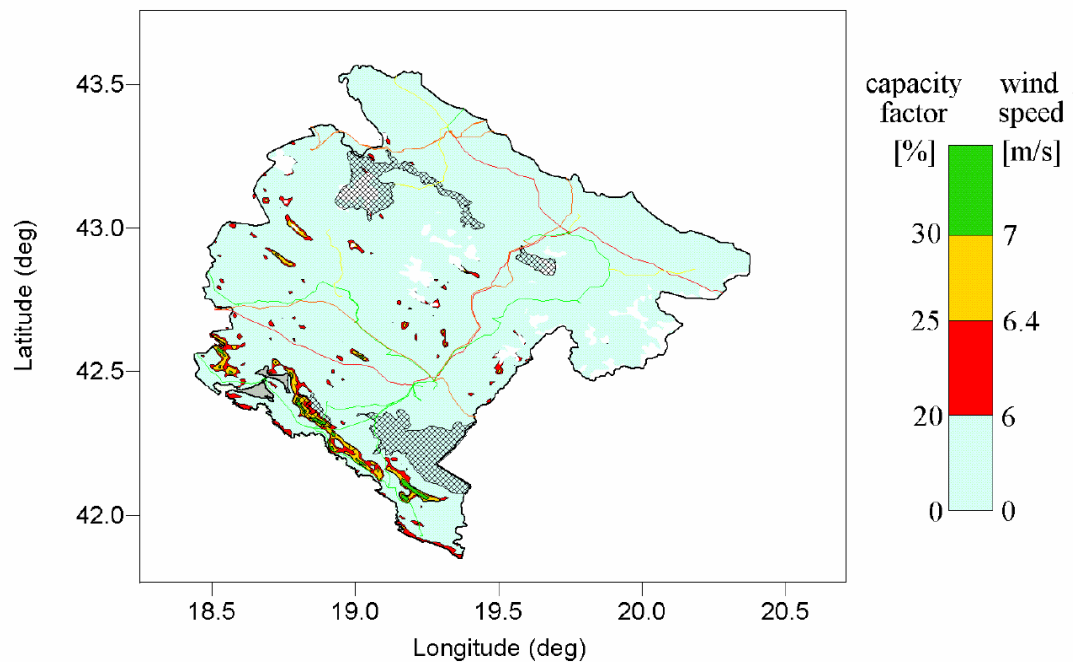 43.5
43.0
42.5
42.0
Latitude (deg)
18.5 19.0 19.5 20.0 20.5
Longitude (deg)
capacity wind
factor speed
[%] [m/s]
30 7
25 6.4
20 6
0 0